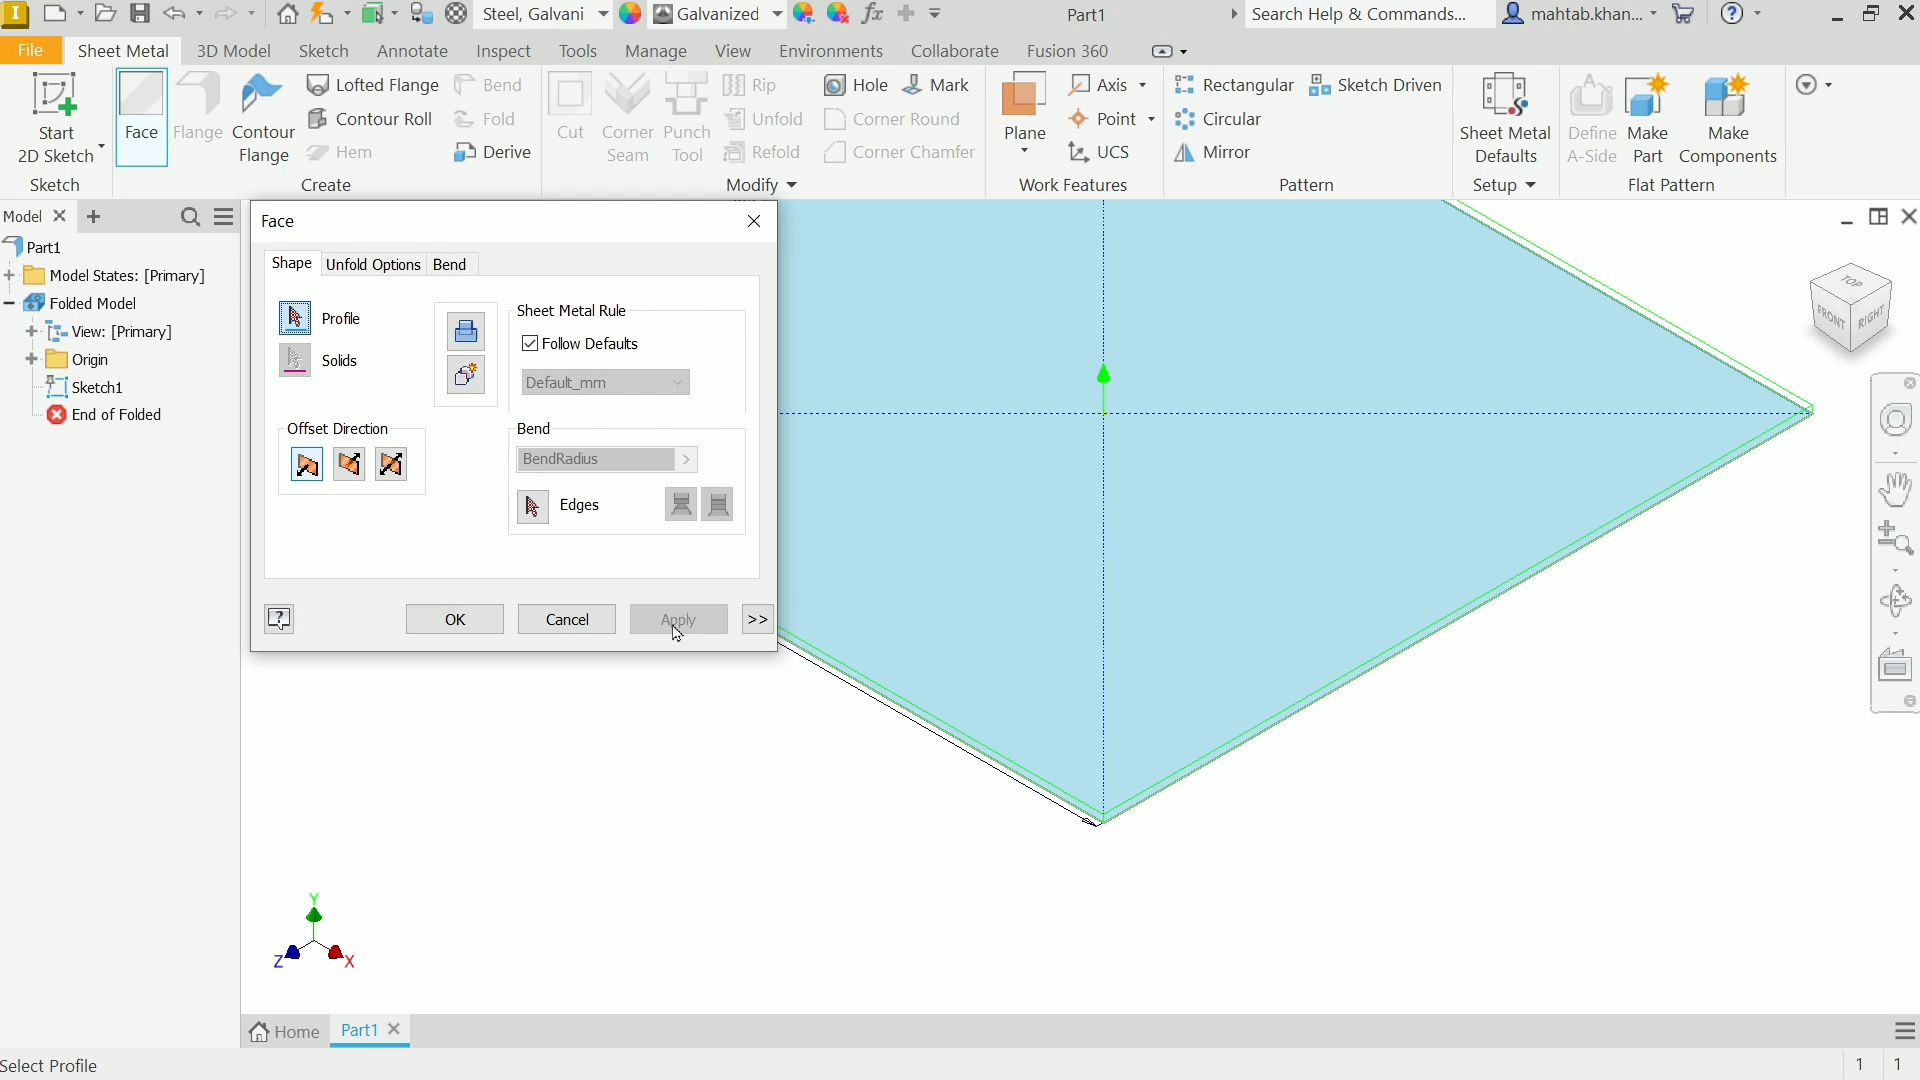 I Steel, Galvani Galvanized fx Part1 Search Help & Commands... mahtab.khan... ?
File Sheet Metal 3D Model Sketch Annotate Inspect Tools Manage View Environments Collaborate Fusion 360
Start 2D Sketch
Sketch
Face
Flange
Contour Flange
Lofted Flange
Contour Roll
Hem
Bend
Fold
Derive
Create
Cut
Corner Seam
Punch Tool
Rip
Unfold
Refold
Hole
Mark
Corner Round
Corner Chamfer
Modify
Plane
Axis
Point
UCS
Work Features
Rectangular
Sketch Driven
Circular
Mirror
Pattern
Sheet Metal Defaults
Setup
Define A-Side
Make Part
Make Components
Flat Pattern
Model
Part1
Model States: [Primary]
Folded Model
View: [Primary]
Origin
Sketch1
End of Folded
Face
Shape Unfold Options Bend
Profile
Solids
Sheet Metal Rule
Follow Defaults
Default_mm
Offset Direction
Bend
BendRadius >
Edges
? OK Cancel Apply >>
TOP
FRONT RIGHT
Y
Z X
Home Part1
Select Profile 1 1